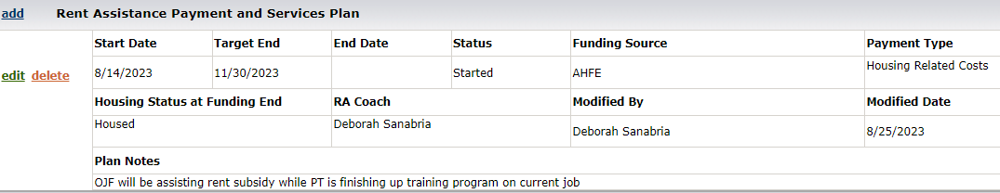 add Rent Assistance Payment and Services Plan
Start Date Target End End Date Status Funding Source Payment Type
edit delete 8/14/2023 11/30/2023 Started AHFE Housing Related Costs
Housing Status at Funding End RA Coach Modified By Modified Date
Housed Deborah Sanabria Deborah Sanabria 8/25/2023
Plan Notes
OJF will be assisting rent subsidy while PT is finishing up training program on current job